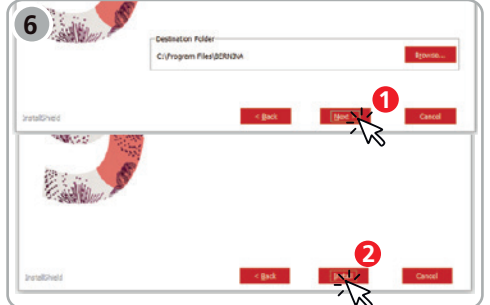 6
Destination Folder
C:\Program Files\BERNINA
Browse...
1
InstallShield
< Back
Next
Cancel
2
InstallShield
< Back
Cancel